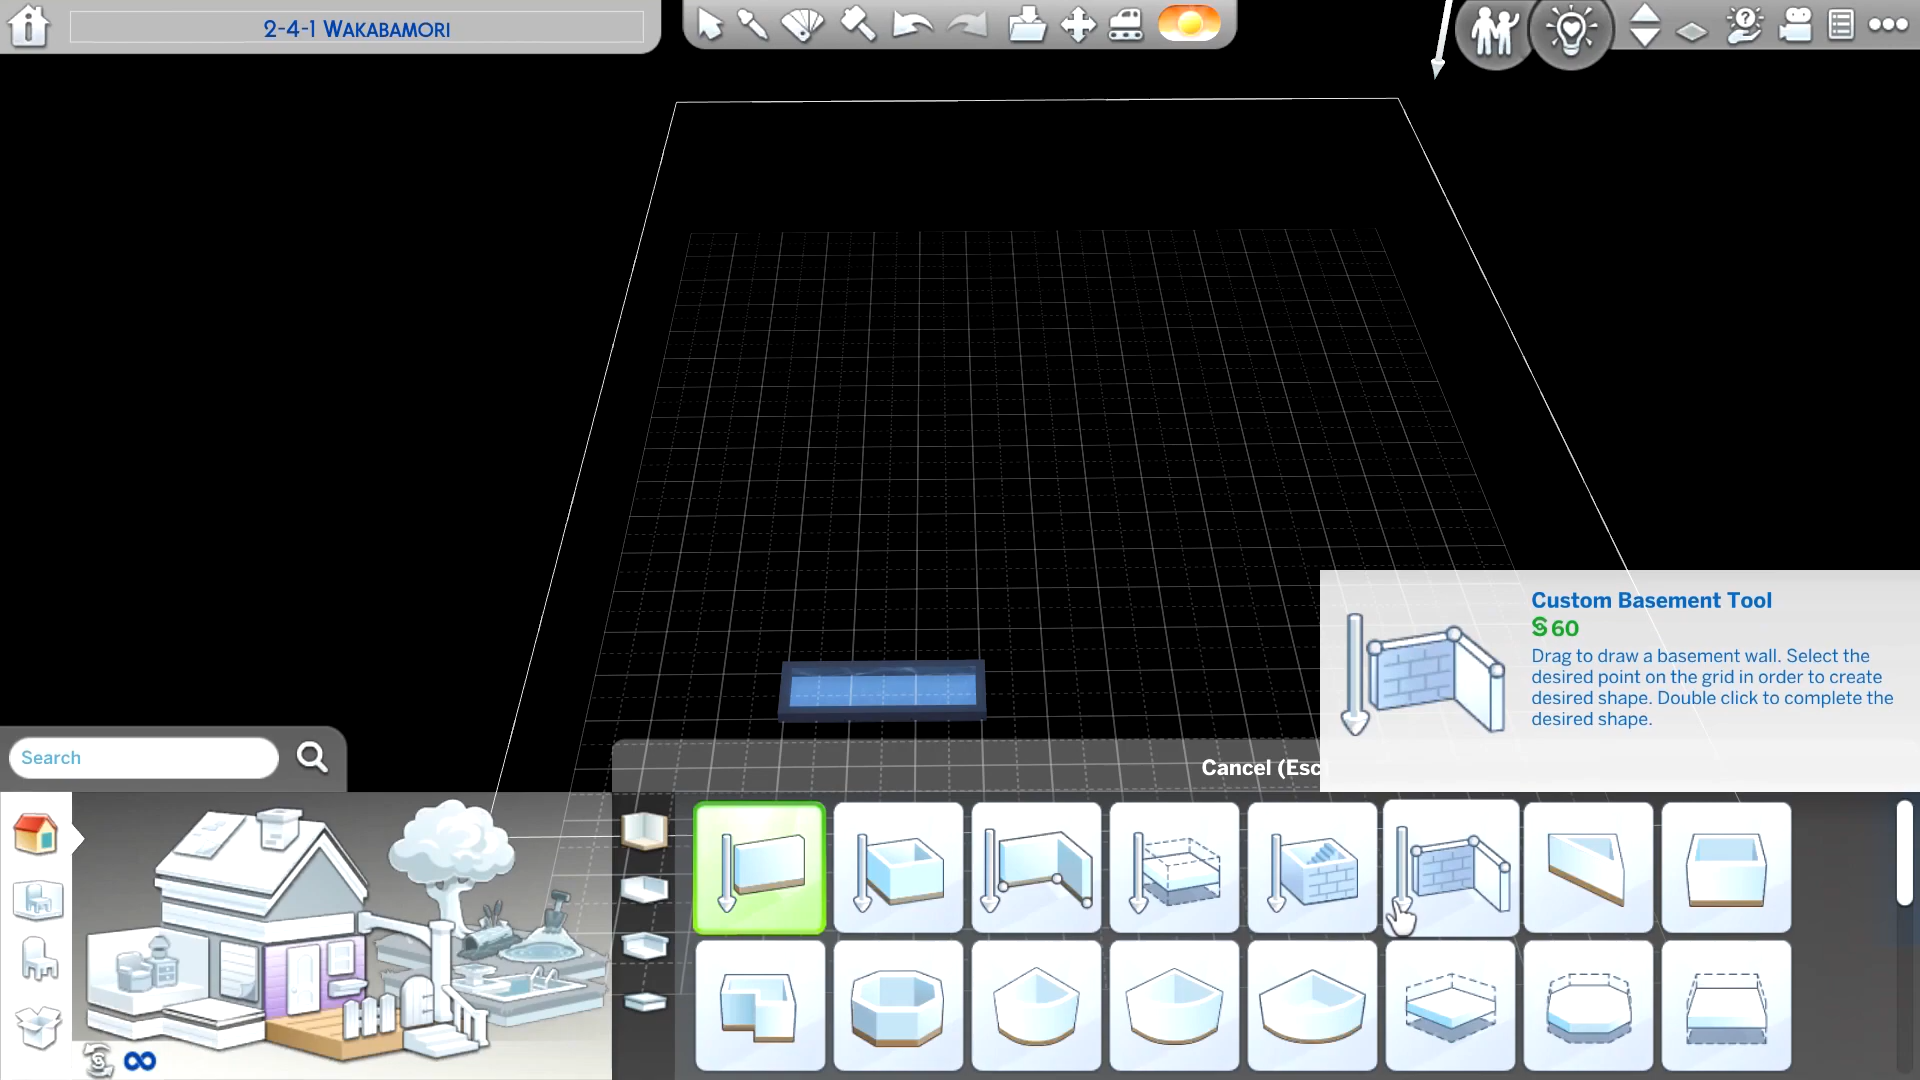 2-4-1 WAKABAMORI
Custom Basement Tool
§60
Drag to draw a basement wall. Select the
desired point on the grid in order to create
desired shape. Double click to complete the
desired shape.
Search
Cancel (Esc